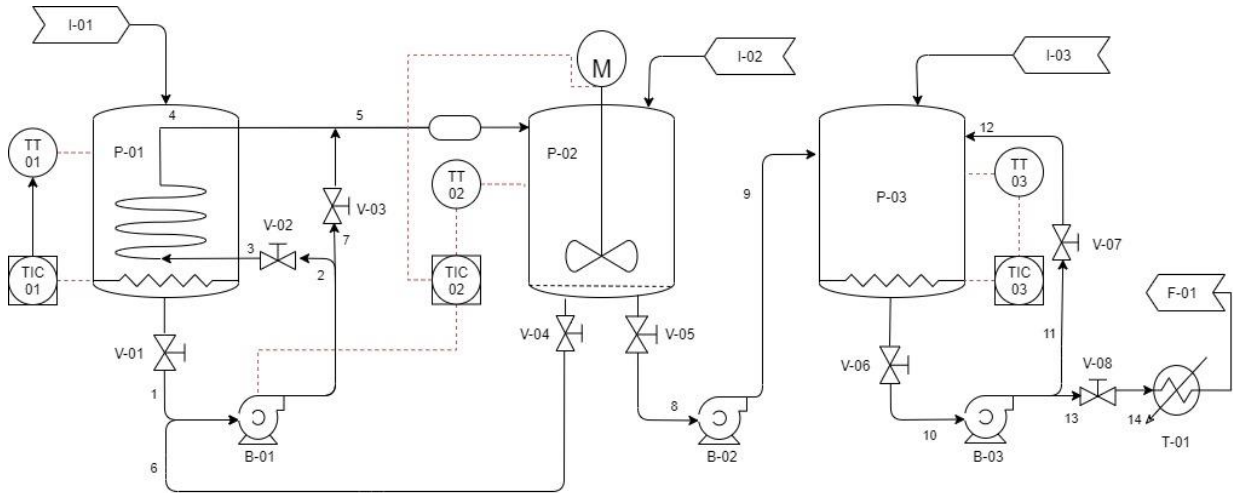 I-01
I-02
I-03
M
4
5
12
TT
01
P-01
P-02
TT
02
TT
03
9
P-03
V-03
V-02
3
2
7
V-07
TIC
01
TIC
02
TIC
03
F-01
V-01
V-04
V-05
11
V-06
V-08
1
C
8
C
10
C
13
14
6
B-01
B-02
B-03
T-01